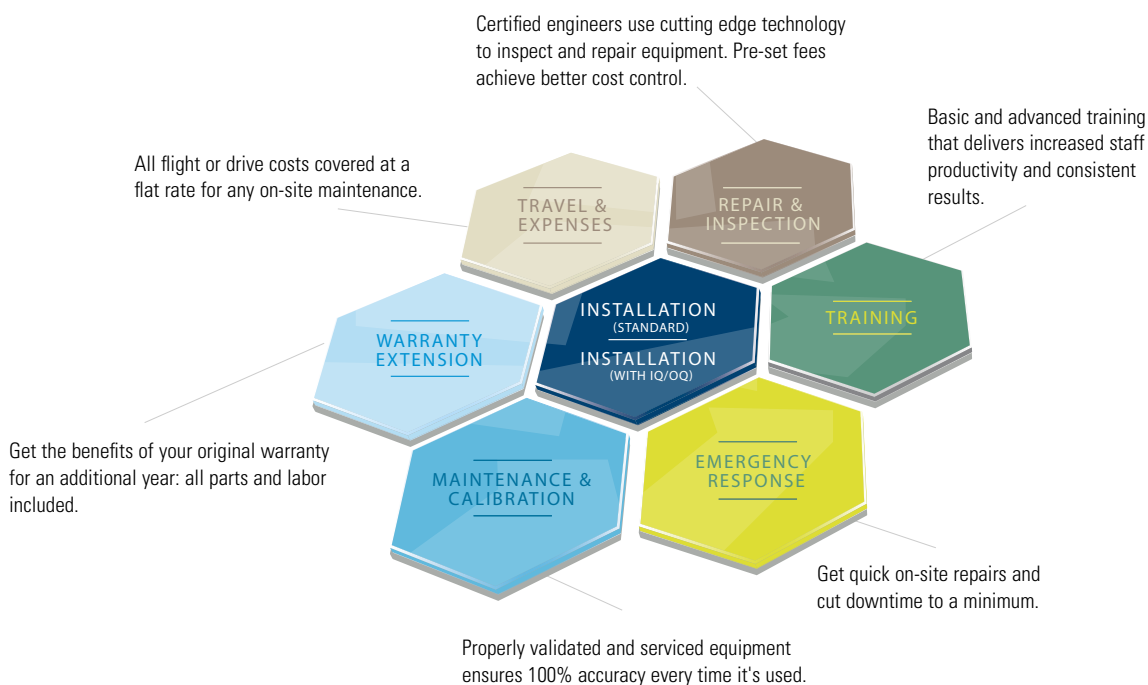 Certified engineers use cutting edge technology
to inspect and repair equipment. Pre-set fees
achieve better cost control.
Basic and advanced training
that delivers increased staff
productivity and consistent
results.
All flight or drive costs covered at a
flat rate for any on-site maintenance.
TRAVEL &
EXPENSES
REPAIR &
INSPECTION
INSTALLATION
(STANDARD)
INSTALLATION
(WITH IQ/OQ)
TRAINING
WARRANTY
EXTENSION
Get the benefits of your original warranty
for an additional year: all parts and labor
included.
MAINTENANCE &
CALIBRATION
EMERGENCY
RESPONSE
Get quick on-site repairs and
cut downtime to a minimum.
Properly validated and serviced equipment
ensures 100% accuracy every time it's used.